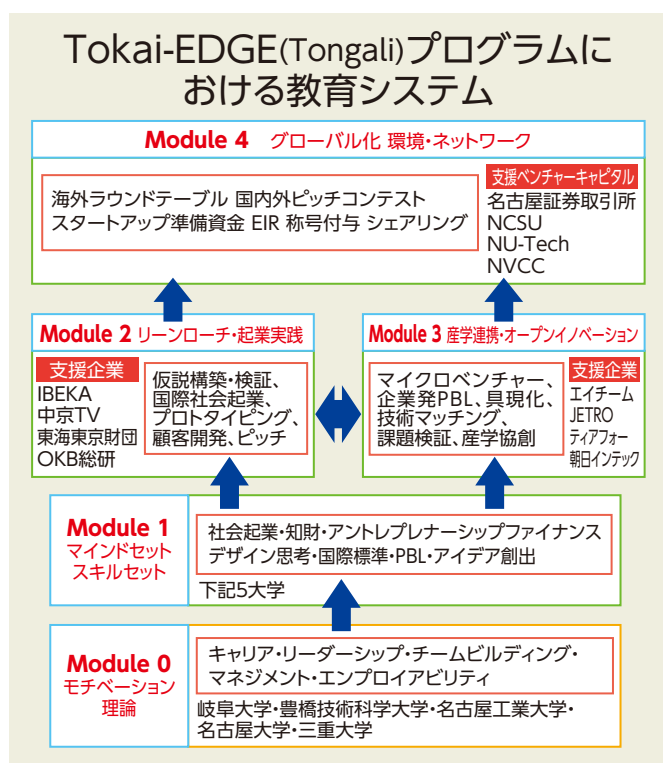 Tokai-EDGE(Tongali)プログラムに
おける教育システム
Module 4 グローバル化 環境・ネットワーク
海外ラウンドテーブル 国内外ピッチコンテスト
スタートアップ準備資金 EIR 称号付与 シェアリング
支援ベンチャーキャピタル
名古屋証券取引所
NCSU
NU-Tech
NVCC
Module 2 リーンローチ・起業実践
支援企業
IBEKA
中京TV
東海東京財団
OKB総研
仮説構築・検証、
国際社会起業、
プロトタイピング、
顧客開発、ピッチ
Module 3 産学連携・オープンイノベーション
マイクロベンチャー、
企業発PBL、具現化、
技術マッチング、
課題検証、産学協創
支援企業
エイチーム
JETRO
ティアフォー
朝日インテック
Module 1
マインドセット
スキルセット
社会起業・知財・アントレプレナーシップファイナンス
デザイン思考・国際標準・PBL・アイデア創出
下記5大学
Module 0
モチベーション
理論
キャリア・リーダーシップ・チームビルディング・
マネジメント・エンプロイアビリティ
岐阜大学・豊橋技術科学大学・名古屋工業大学・
名古屋大学・三重大学